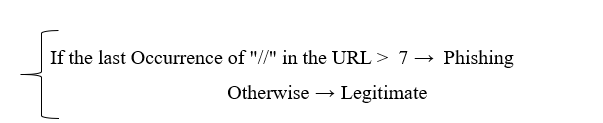 If the last Occurrence of "//" in the URL > 7 → Phishing
Otherwise → Legitimate